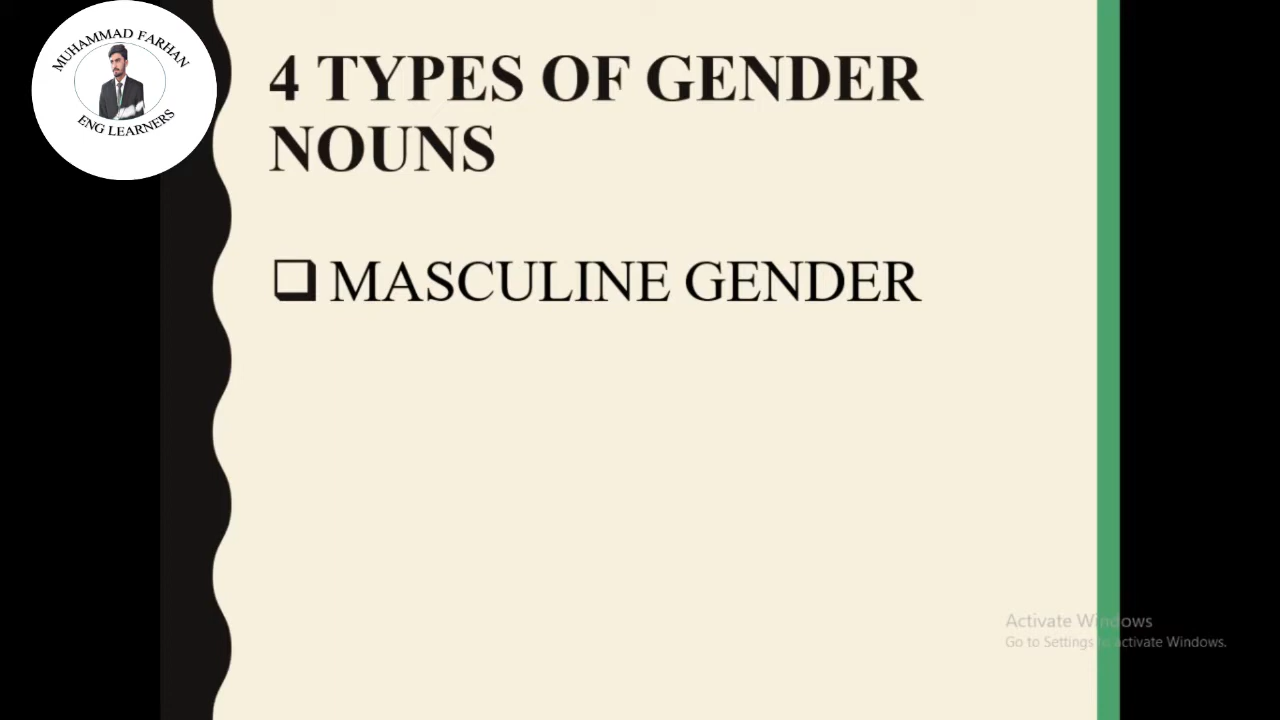 MUHAMMAD FARHAN
ENG LEARNERS
4 TYPES OF GENDER
NOUNS
❑ MASCULINE GENDER
Activate Windows
Go to Settings to activate Windows.